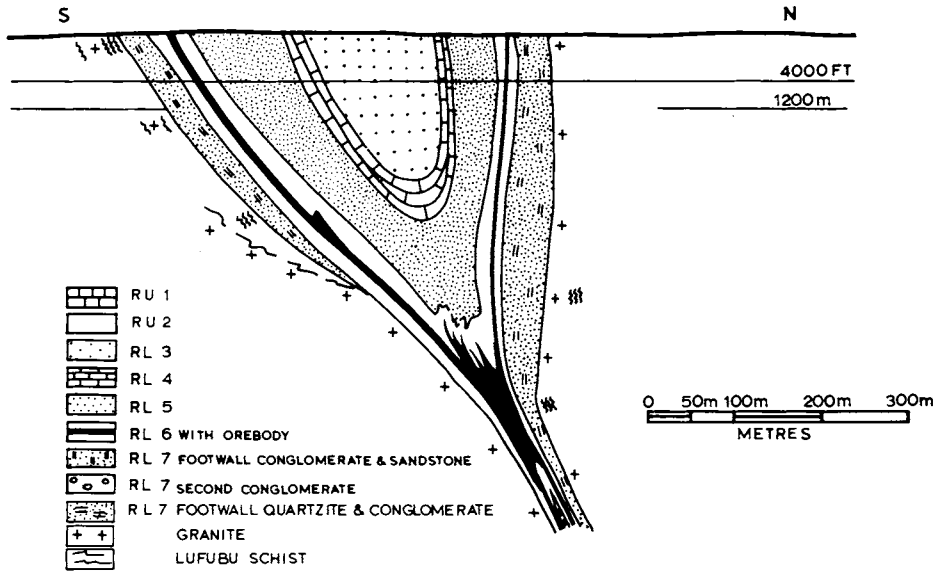 S
N
4000 FT
1200 m
RU 1
RU 2
RL 3
RL 4
RL 5
RL 6 WITH OREBODY
RL 7 FOOTWALL CONGLOMERATE & SANDSTONE
RL 7 SECOND CONGLOMERATE
RL 7 FOOTWALL QUARTZITE & CONGLOMERATE
GRANITE
LUFUBU SCHIST
0 50m 100m 200m 300m
METRES